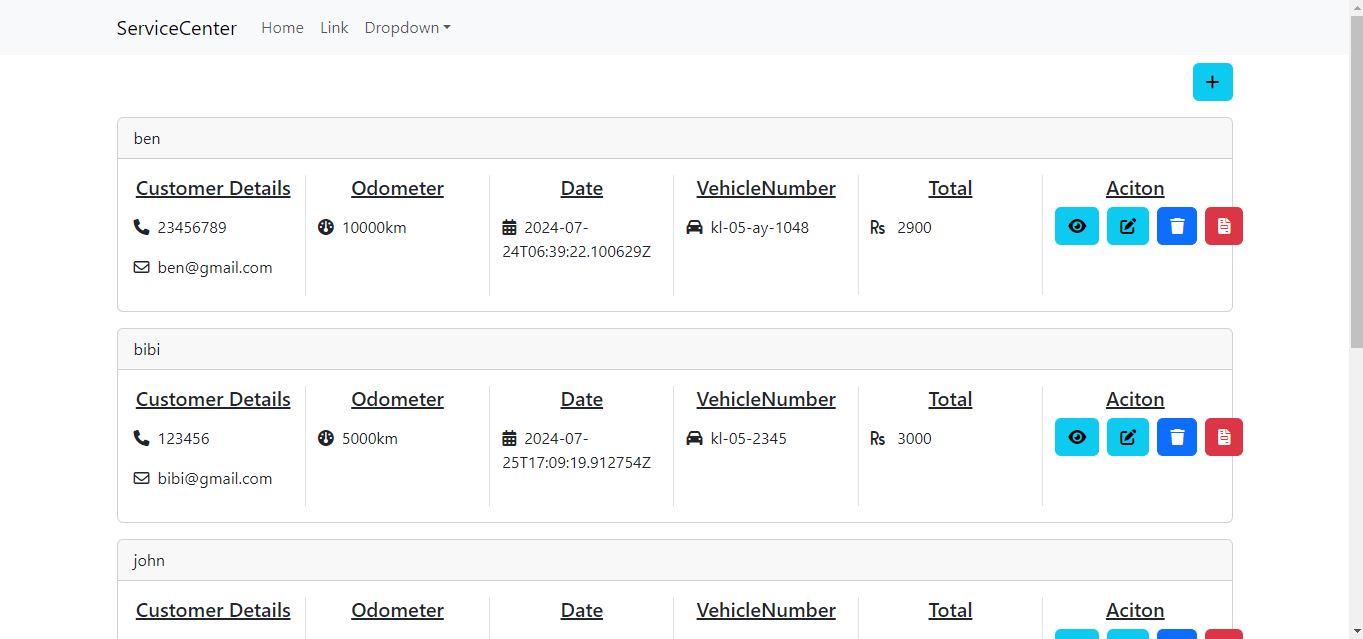 ServiceCenter Home Link Dropdown
+
ben
Customer Details Odometer Date VehicleNumber Total Aciton
23456789 10000km 2024-07- kl-05-ay-1048 Rs 2900
24T06:39:22.100629Z
ben@gmail.com
bibi
Customer Details Odometer Date VehicleNumber Total Aciton
123456 5000km 2024-07- kl-05-2345 Rs 3000
25T17:09:19.912754Z
bibi@gmail.com
john
Customer Details Odometer Date VehicleNumber Total Aciton